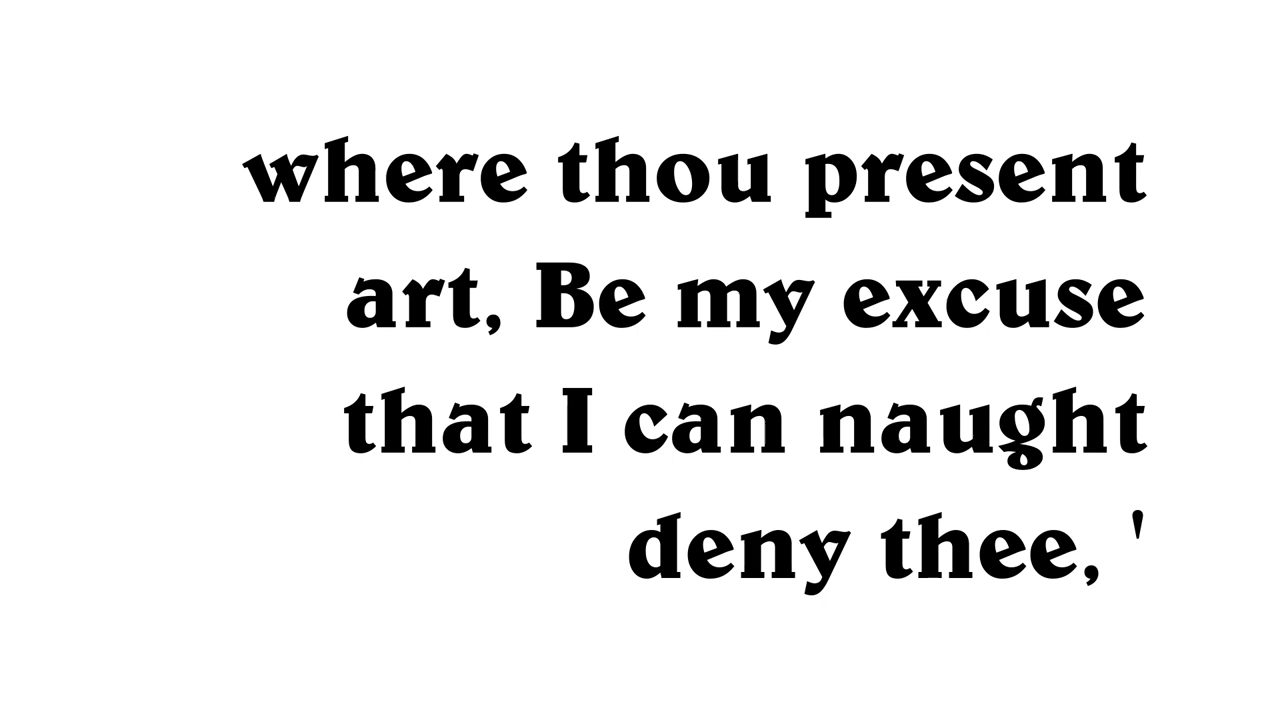 where thou present
art, Be my excuse
that I can naught
deny thee, '